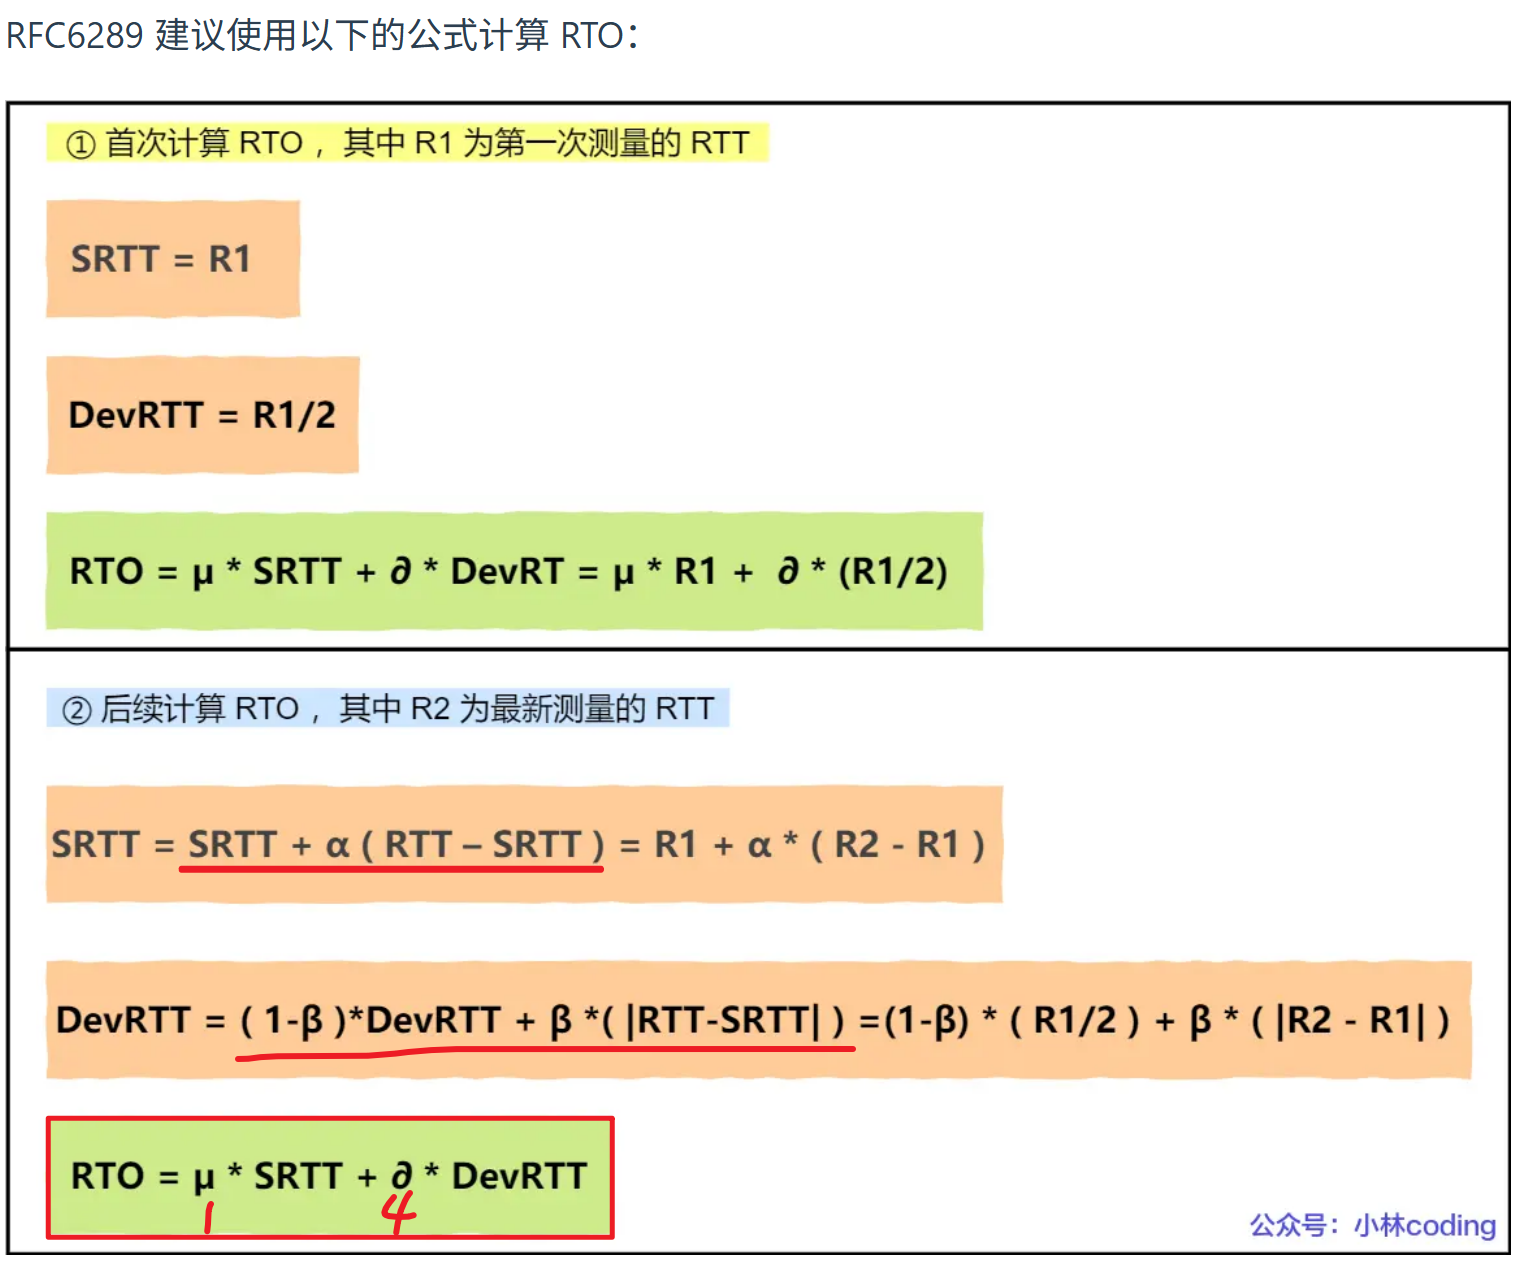 RFC6289 建议使用以下的公式计算 RTO：
① 首次计算 RTO ，其中 R1 为第一次测量的 RTT
SRTT = R1
DevRTT = R1/2
RTO = μ * SRTT + ∂ * DevRT = μ * R1 + ∂ * (R1/2)
② 后续计算 RTO ，其中 R2 为最新测量的 RTT
SRTT = SRTT + α ( RTT – SRTT ) = R1 + α * ( R2 - R1 )
DevRTT = ( 1-β )*DevRTT + β *( |RTT-SRTT| ) =(1-β) * ( R1/2 ) + β * ( |R2 - R1| )
RTO = μ * SRTT + ∂ * DevRTT
1 4
公众号：小林coding